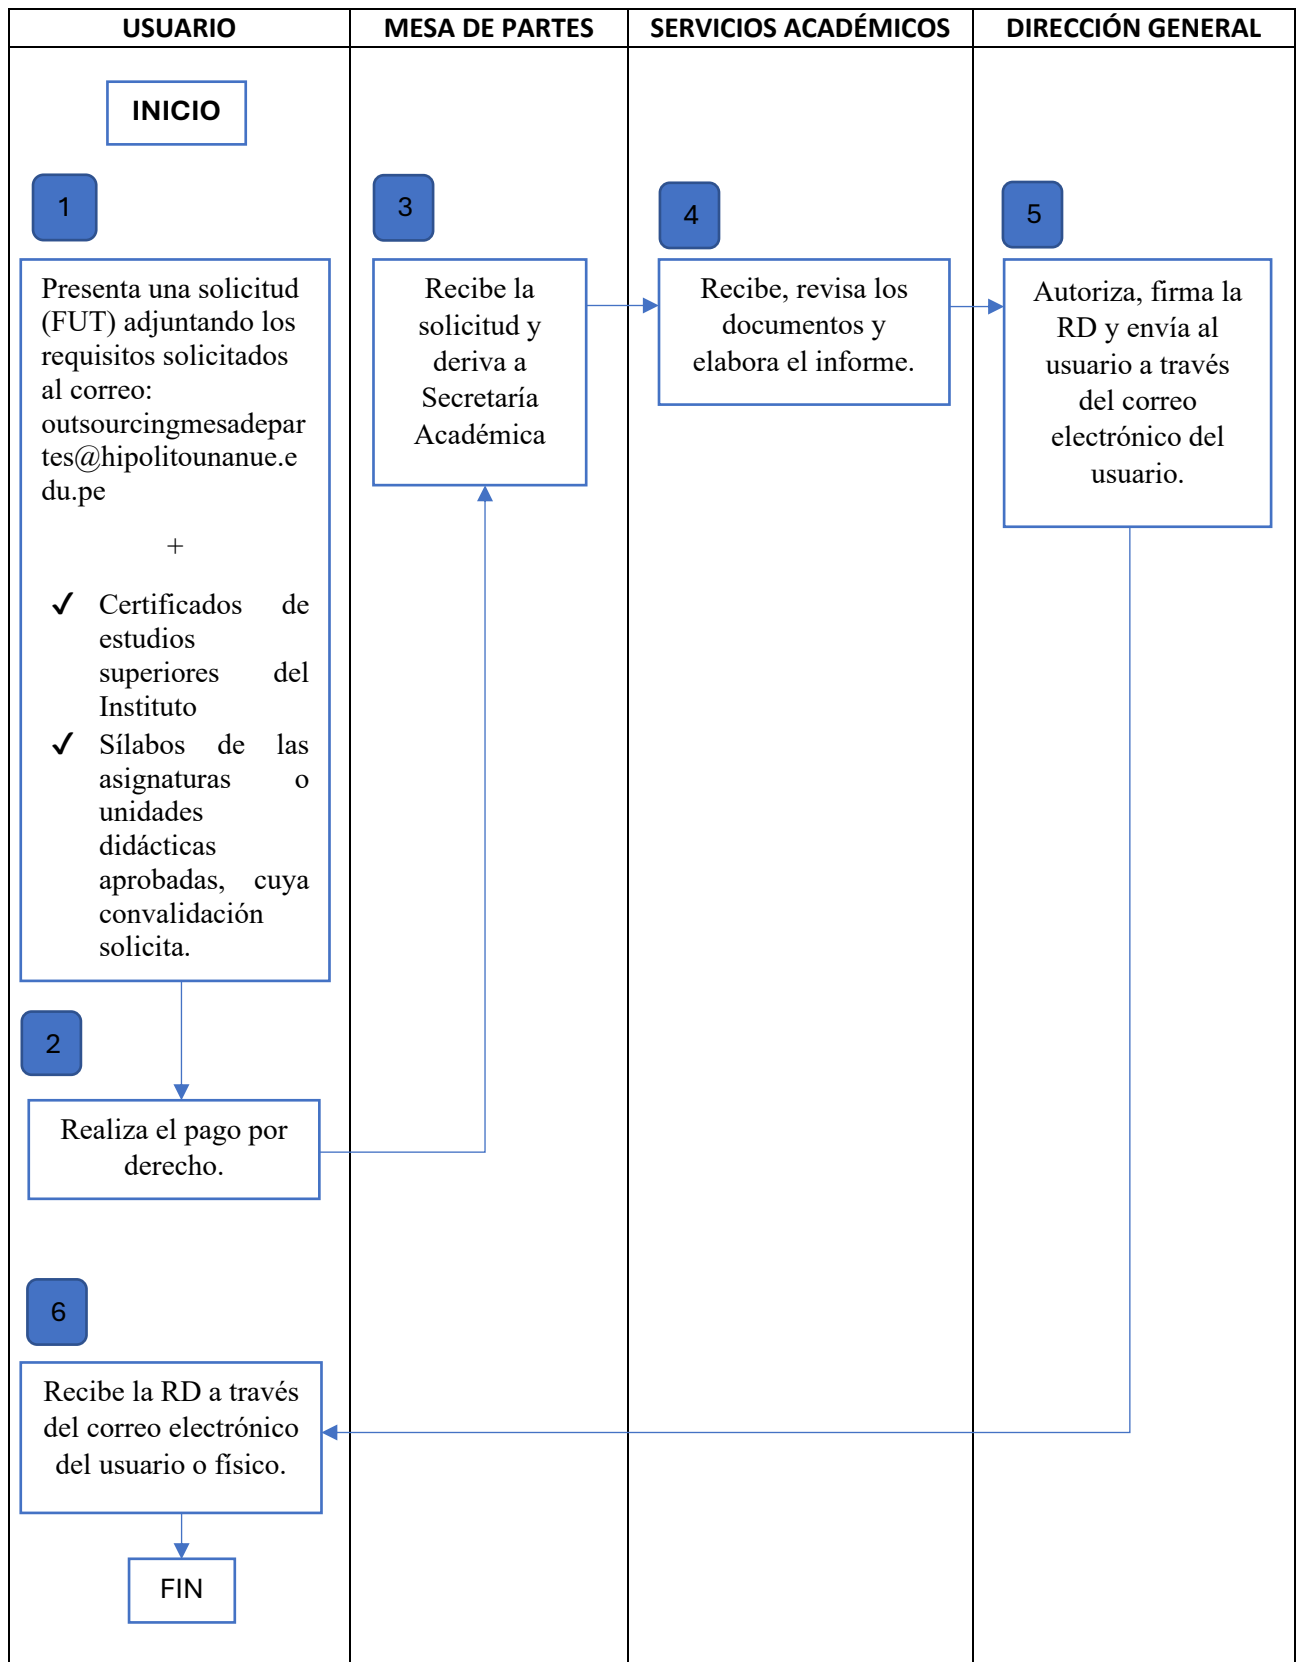 USUARIO
MESA DE PARTES
SERVICIOS ACADÉMICOS
DIRECCIÓN GENERAL
INICIO
1
Presenta una solicitud
(FUT) adjuntando los
requisitos solicitados
al correo:
outsourcingmesadepar
tes@hipolitounanue.e
du.pe
+
✓ Certificados de
estudios
superiores del
Instituto
✓ Sílabos de las
asignaturas o
unidades
didácticas
aprobadas, cuya
convalidación
solicita.
2
Realiza el pago por
derecho.
3
Recibe la
solicitud y
deriva a
Secretaría
Académica
4
Recibe, revisa los
documentos y
elabora el informe.
5
Autoriza, firma la
RD y envía al
usuario a través
del correo
electrónico del
usuario.
6
Recibe la RD a través
del correo electrónico
del usuario o físico.
FIN